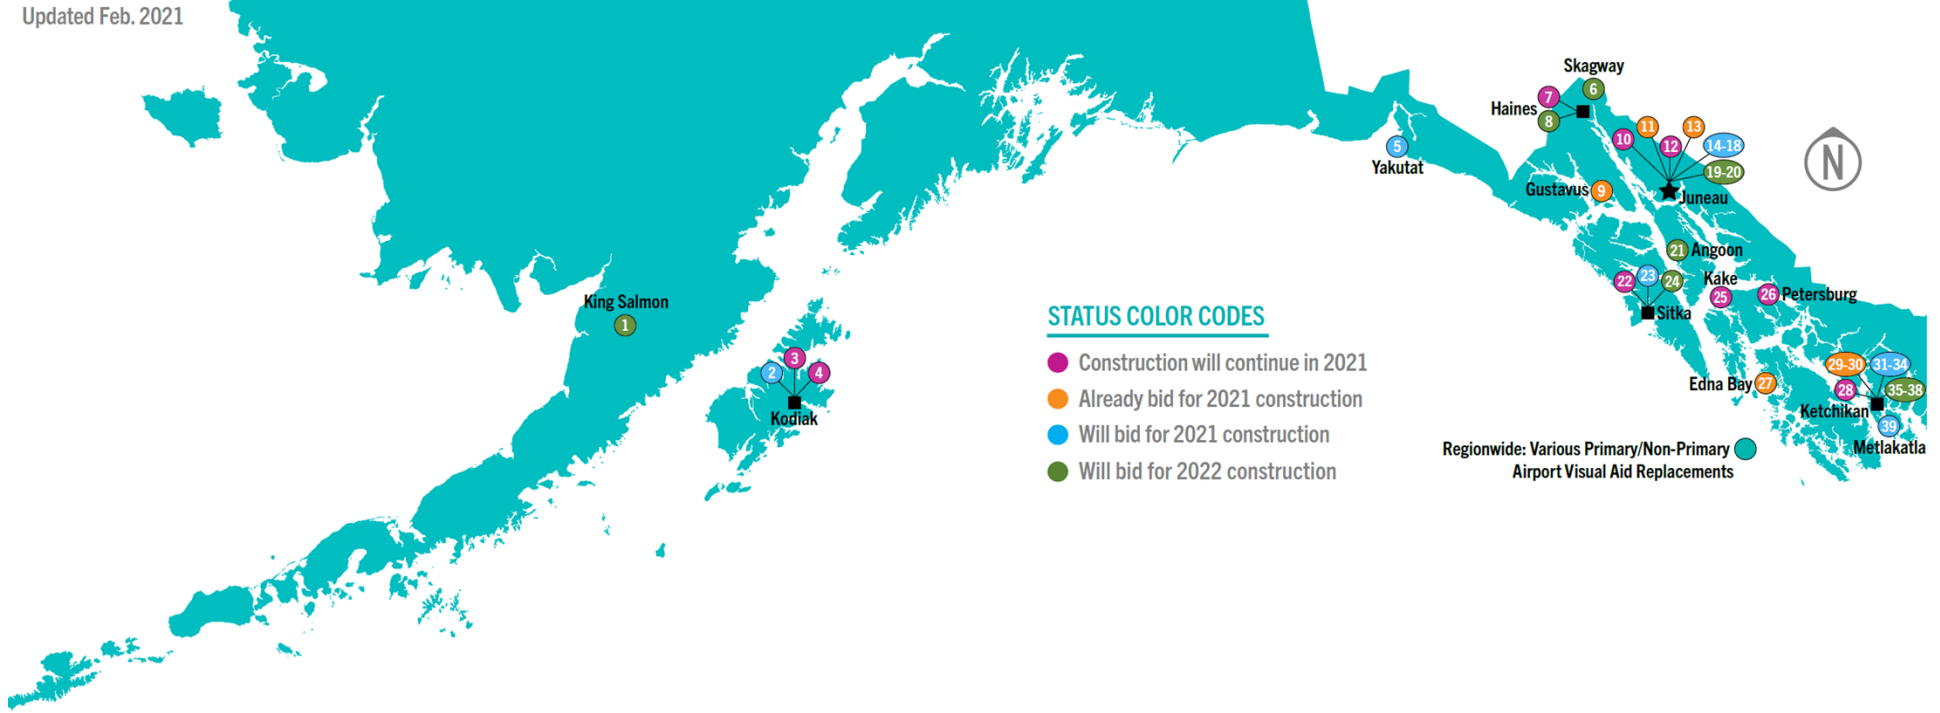 Updated Feb. 2021
Skagway
6
7
Haines
8
11
13
10
12
14-18
19-20
5
Yakutat
N
Gustavus
9
Juneau
21
Angoon
22
23
24
Kake
25
26
Petersburg
Sitka
King Salmon
1
3
2
4
Kodiak
STATUS COLOR CODES
Construction will continue in 2021
Already bid for 2021 construction
Will bid for 2021 construction
Will bid for 2022 construction
29-30
31-34
Edna Bay
27
28
35-38
Ketchikan
39
Metlakatla
Regionwide: Various Primary/Non-Primary
Airport Visual Aid Replacements